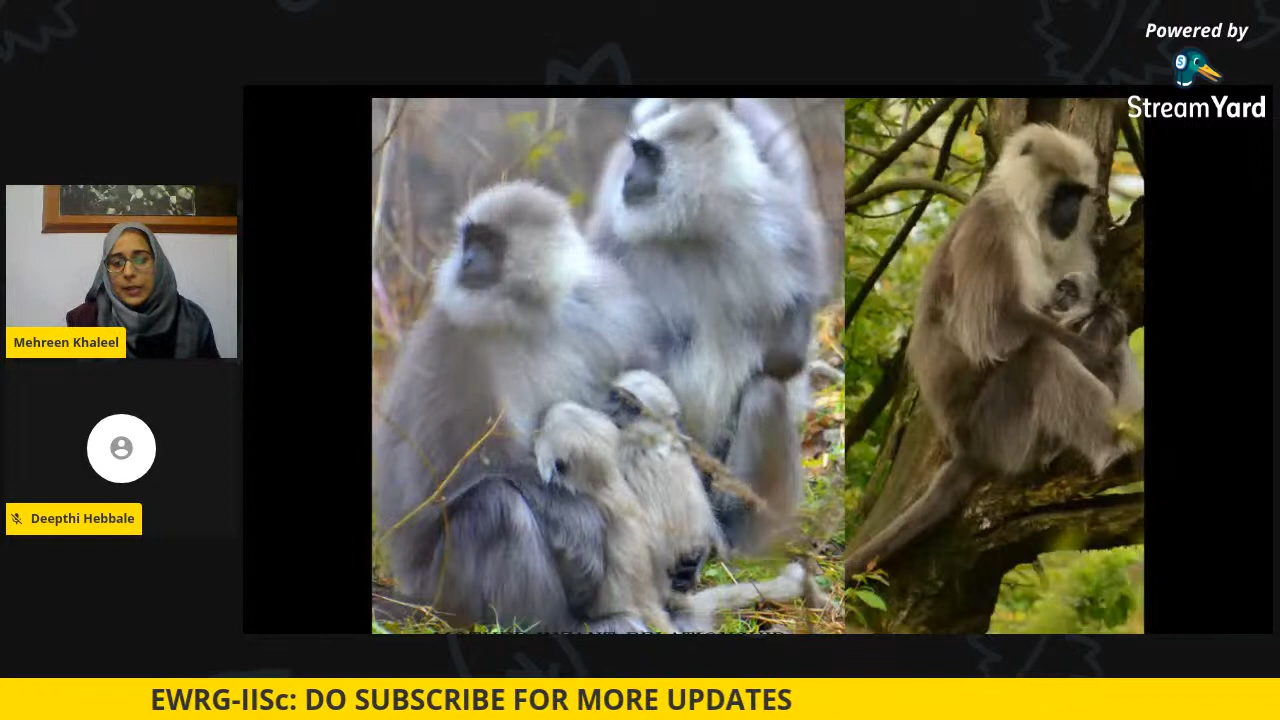 Powered by
StreamYard
Mehreen Khaleel
Deepthi Hebbale
EWRG-IISc: DO SUBSCRIBE FOR MORE UPDATES